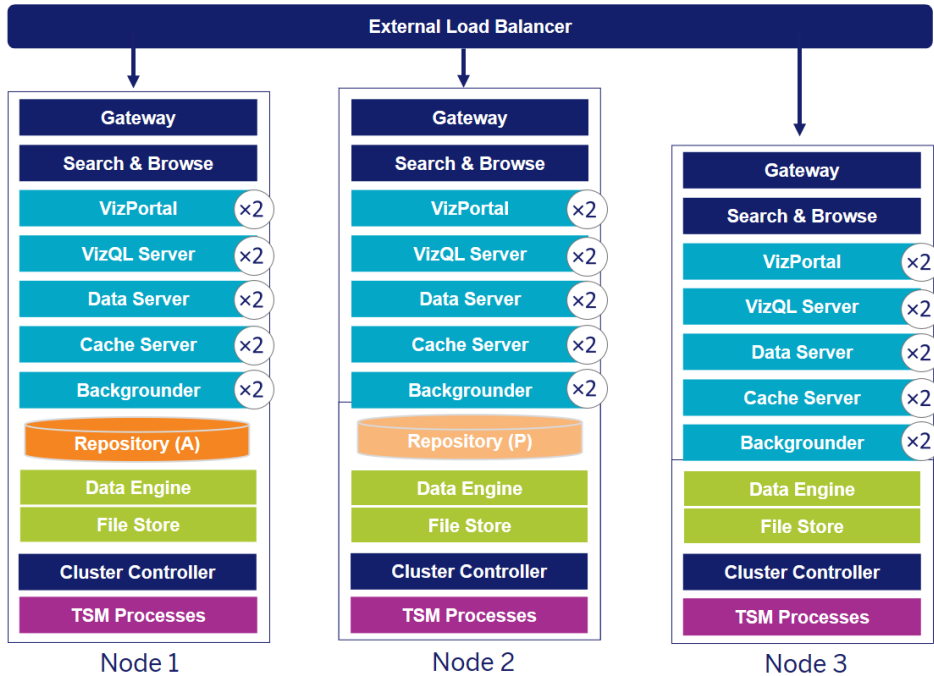 External Load Balancer
Gateway
Search & Browse
VizPortal ×2
VizQL Server ×2
Data Server ×2
Cache Server ×2
Backgrounder ×2
Repository (A)
Data Engine
File Store
Cluster Controller
TSM Processes
Node 1
Gateway
Search & Browse
VizPortal ×2
VizQL Server ×2
Data Server ×2
Cache Server ×2
Backgrounder ×2
Repository (P)
Data Engine
File Store
Cluster Controller
TSM Processes
Node 2
Gateway
Search & Browse
VizPortal ×2
VizQL Server ×2
Data Server ×2
Cache Server ×2
Backgrounder ×2
Data Engine
File Store
Cluster Controller
TSM Processes
Node 3